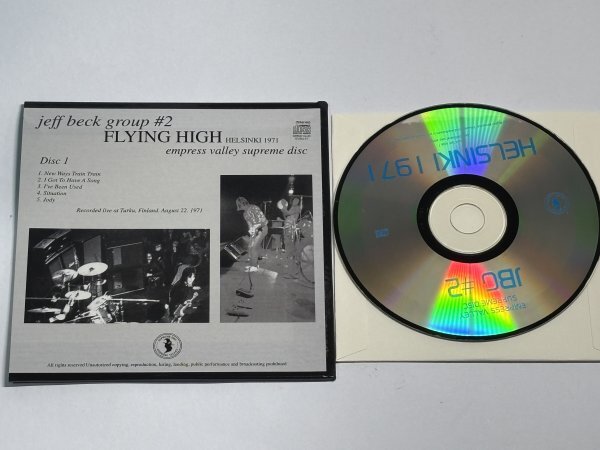 jeff beck group #2
FLYING HIGH HELSINKI 1971
empress valley supreme disc
Disc 1
1. New Ways Train Train
2. I Got To Have A Song
3. I've Been Used
4. Situation
5. Jody
Recorded live at Turku, Finland. August 22. 1971
All rights reserved Unautorized copying, reproduction, hiring, lending, public performance and broadcasting prohibited
HELSINKI 1971
JBG #2
EMPRESS VALLEY
SUPREME DISC